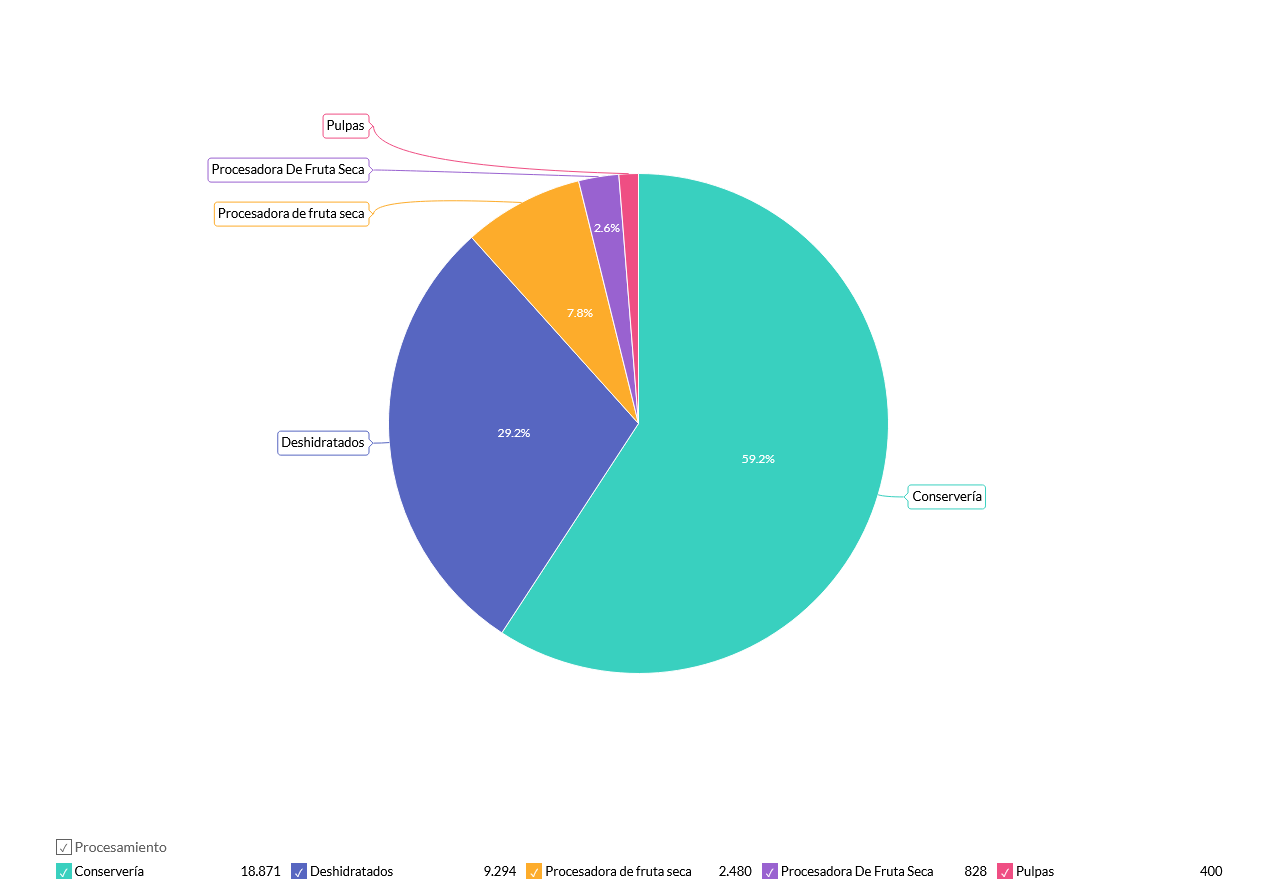 Pulpas
Procesadora De Fruta Seca
Procesadora de fruta seca
2.6%
7.8%
Deshidratados
29.2%
59.2%
Conservería
Procesamiento
Conservería 18.871 Deshidratados 9.294 Procesadora de fruta seca 2.480 Procesadora De Fruta Seca 828 Pulpas 400